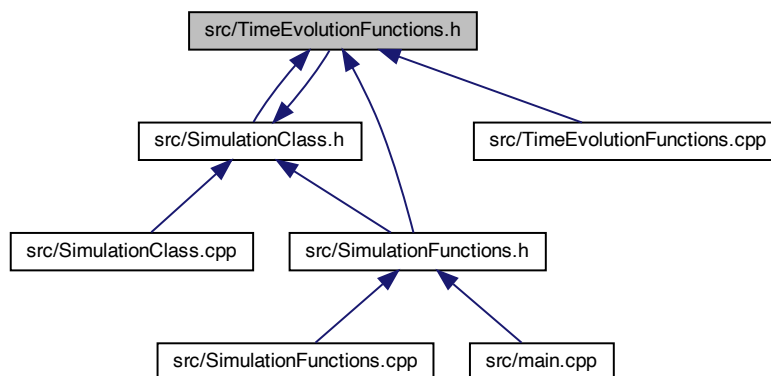 src/TimeEvolutionFunctions.h
src/SimulationClass.h
src/TimeEvolutionFunctions.cpp
src/SimulationClass.cpp
src/SimulationFunctions.h
src/SimulationFunctions.cpp
src/main.cpp